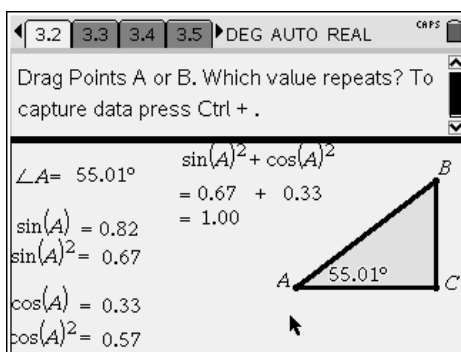 3.2 3.3 3.4 3.5 DEG AUTO REAL CAPS
Drag Points A or B. Which value repeats? To
capture data press Ctrl + .
∠A= 55.01°
sin(A) = 0.82
sin(A)²= 0.67
cos(A) = 0.33
cos(A)²= 0.57
sin(A)²+cos(A)²
= 0.67 + 0.33
= 1.00
B
A 55.01° C